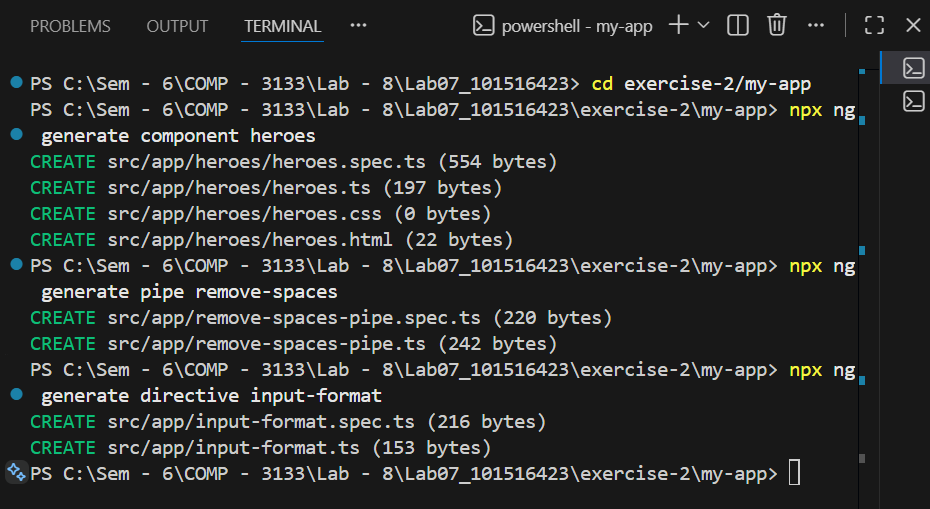 PROBLEMS OUTPUT TERMINAL ... powershell - my-app
PS C:\Sem - 6\COMP - 3133\Lab - 8\Lab07_101516423> cd exercise-2/my-app
PS C:\Sem - 6\COMP - 3133\Lab - 8\Lab07_101516423\exercise-2\my-app> npx ng
generate component heroes
CREATE src/app/heroes/heroes.spec.ts (554 bytes)
CREATE src/app/heroes/heroes.ts (197 bytes)
CREATE src/app/heroes/heroes.css (0 bytes)
CREATE src/app/heroes/heroes.html (22 bytes)
PS C:\Sem - 6\COMP - 3133\Lab - 8\Lab07_101516423\exercise-2\my-app> npx ng
generate pipe remove-spaces
CREATE src/app/remove-spaces-pipe.spec.ts (220 bytes)
CREATE src/app/remove-spaces-pipe.ts (242 bytes)
PS C:\Sem - 6\COMP - 3133\Lab - 8\Lab07_101516423\exercise-2\my-app> npx ng
generate directive input-format
CREATE src/app/input-format.spec.ts (216 bytes)
CREATE src/app/input-format.ts (153 bytes)
PS C:\Sem - 6\COMP - 3133\Lab - 8\Lab07_101516423\exercise-2\my-app>